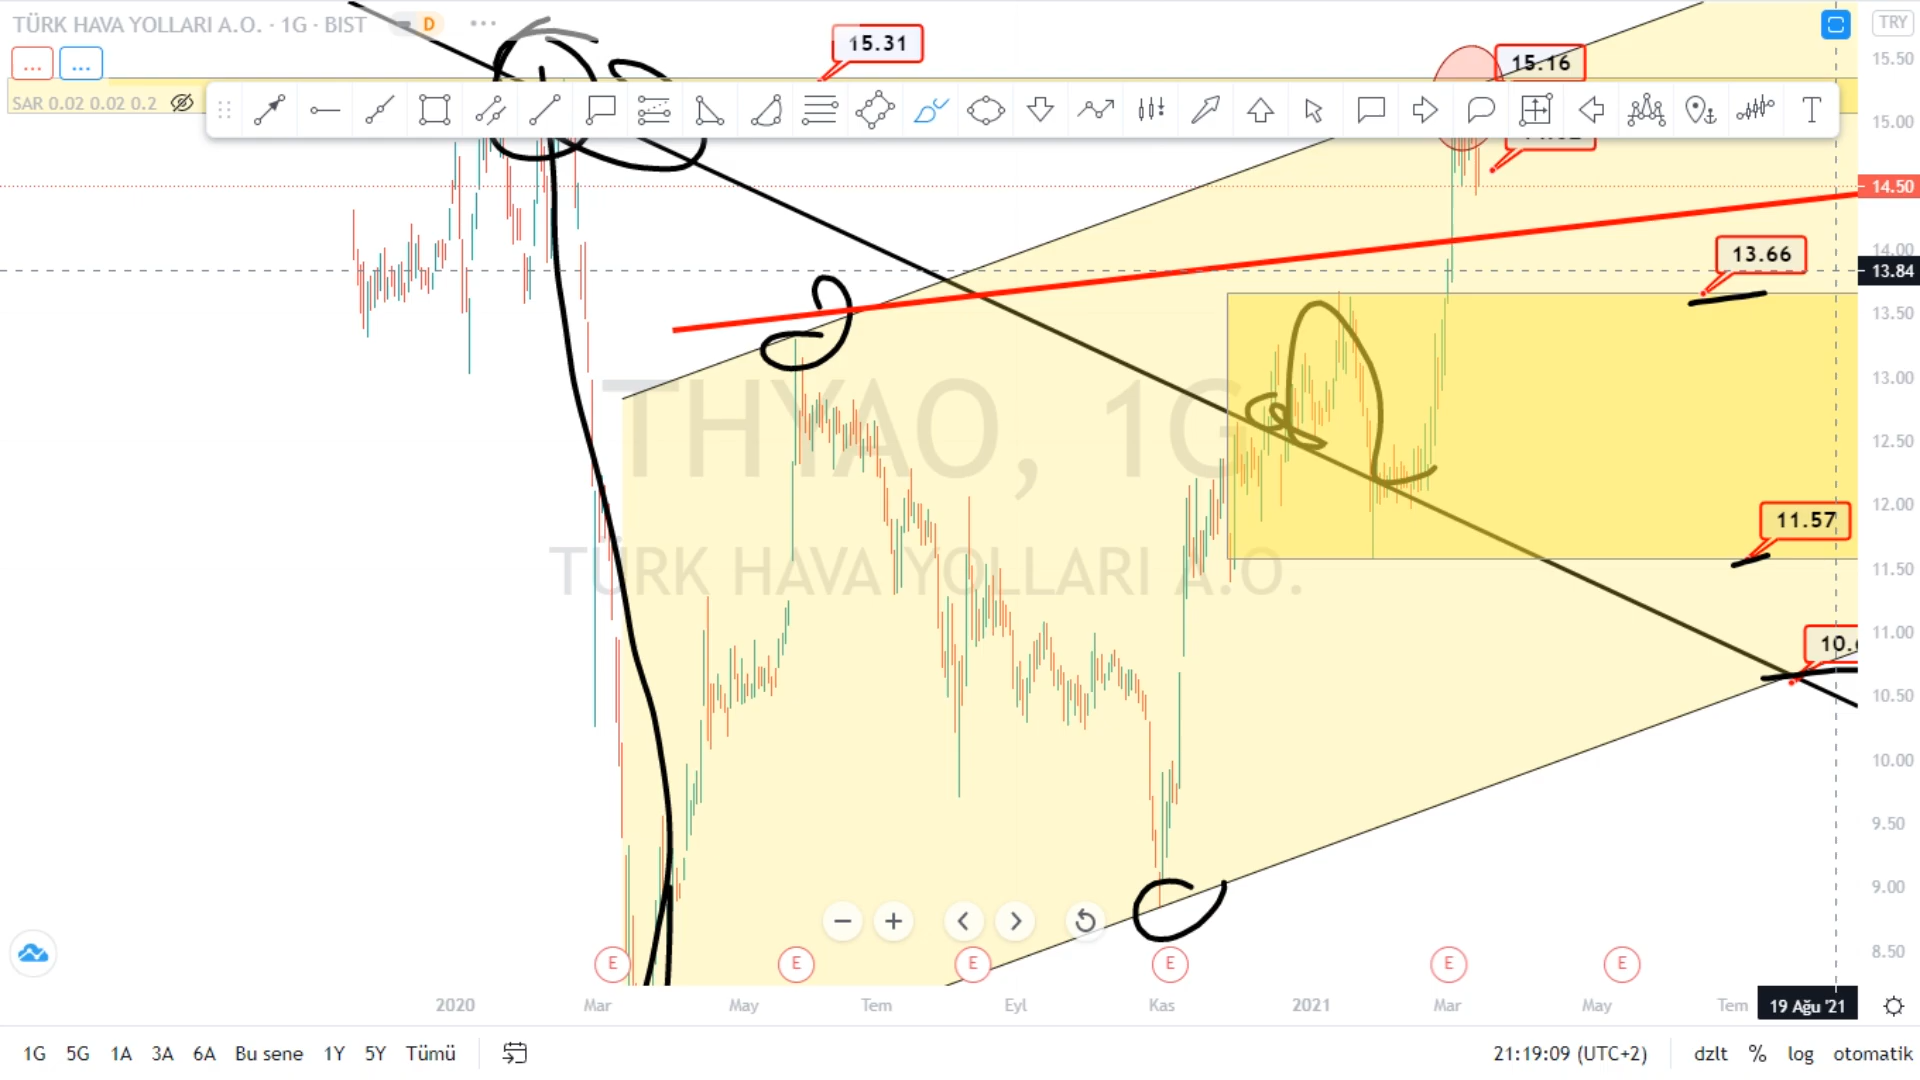 TÜRK HAVA YOLLARI A.O. · 1G · BIST
D
TRY
15.31
15.16
15.50
SAR 0.02 0.02 0.2
15.00
14.50
14.00
13.66
13.84
13.50
THYAO, 1G
13.00
12.50
12.00
11.57
TÜRK HAVA YOLLARI A.O.
11.50
11.00
10.50
10.00
9.50
9.00
8.50
E
E
E
E
E
E
2020
Mar
May
Tem
Eyl
Kas
2021
Mar
May
Tem
19 Ağu '21
1G 5G 1A 3A 6A Bu sene 1Y 5Y Tümü
21:19:09 (UTC+2)
dzlt % log otomatik